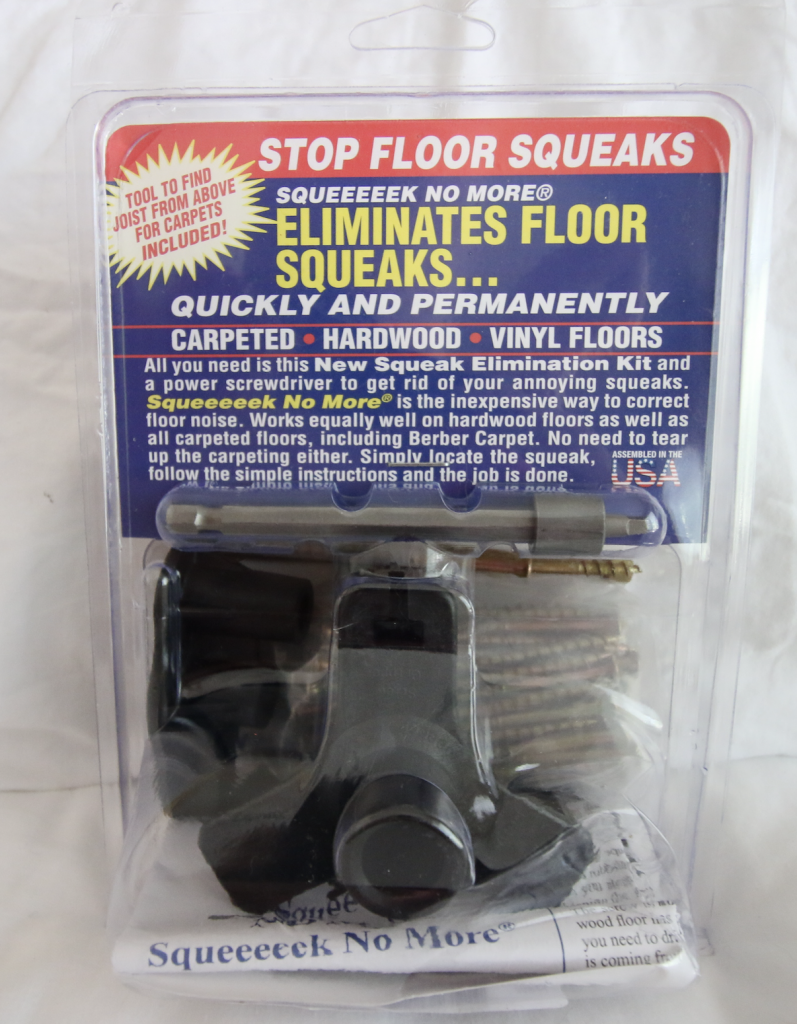 STOP FLOOR SQUEAKS
TOOL TO FIND
JOIST FROM ABOVE
FOR CARPETS
INCLUDED!
SQUEEEEEK NO MORE®
ELIMINATES FLOOR
SQUEAKS...
QUICKLY AND PERMANENTLY
CARPETED • HARDWOOD • VINYL FLOORS
All you need is this New Squeak Elimination Kit and
a power screwdriver to get rid of your annoying squeaks.
Squeeeeek No More® is the inexpensive way to correct
floor noise. Works equally well on hardwood floors as well as
all carpeted floors, including Berber Carpet. No need to tear
up the carpeting either. Simply locate the squeak,
follow the simple instructions and the job is done.
ASSEMBLED IN THE
USA
Squeeeeek No More®
wood floor has
you need to
is coming